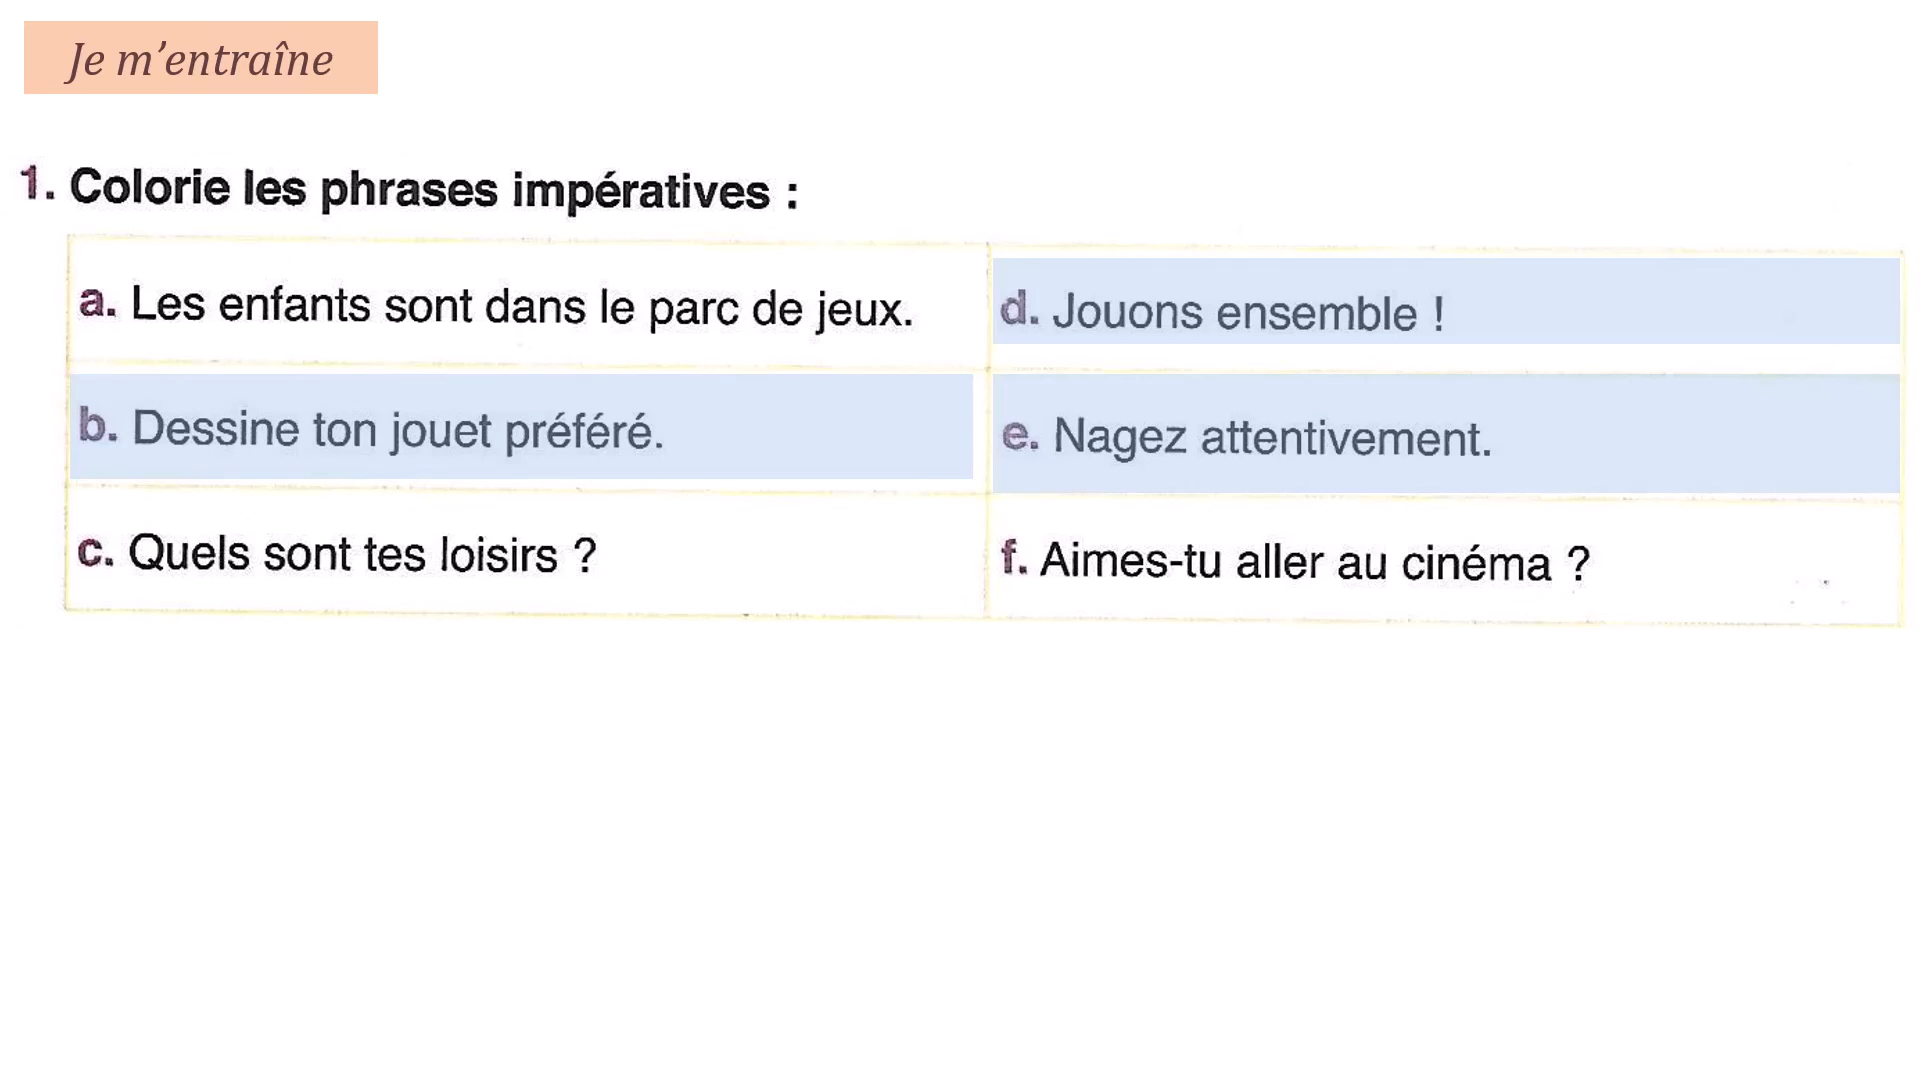 Je m’entraîne
1. Colorie les phrases impératives :
a. Les enfants sont dans le parc de jeux.
d. Jouons ensemble !
b. Dessine ton jouet préféré.
e. Nagez attentivement.
c. Quels sont tes loisirs ?
f. Aimes-tu aller au cinéma ?